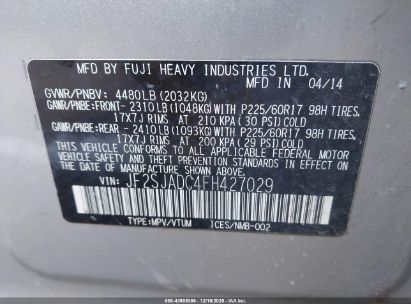 MFD. BY FUJI HEAVY INDUSTRIES LTD.
MADE IN JAPAN 04/14
GVWR/PNBV: 4480LB (2032KG)
GAWR/PNBE: FRONT- 2310LB (1048KG) WITH P225/60R17 98H TIRES,
17X7J RIMS, AT 210 KPA (30 PSI) COLD
GAWR/PNBE: REAR - 2410LB (1093KG) WITH P225/60R17 98H TIRES,
17X7J RIMS, AT 200 KPA (29 PSI) COLD
THIS VEHICLE CONFORMS TO ALL APPLICABLE
FEDERAL MOTOR VEHICLE SAFETY, BUMPER, AND
THEFT PREVENTION STANDARDS IN EFFECT ON THE
DATE OF MANUFACTURE SHOWN ABOVE.
VIN: JF2SJADC4FH427029
TYPE:MPV/VTUM ICES/NMB-002